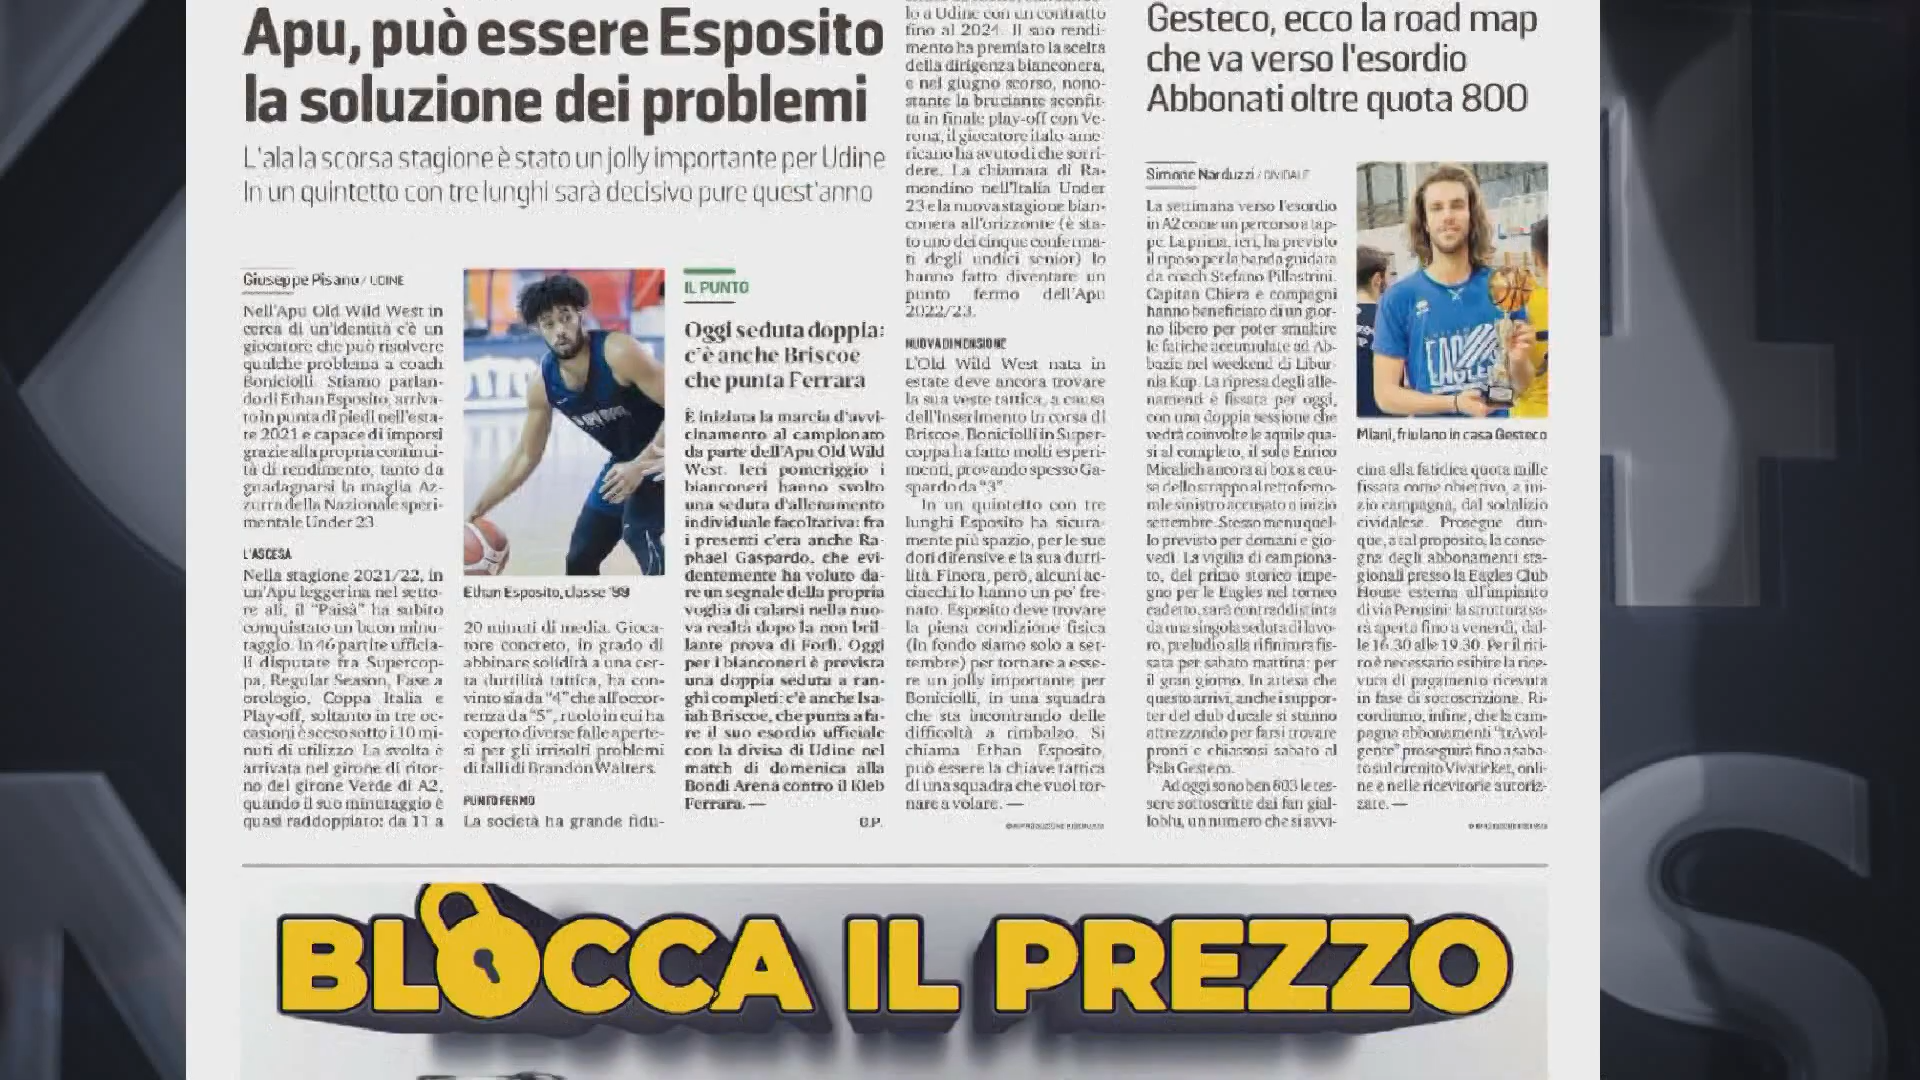 Apu, può essere Esposito
la soluzione dei problemi
L'ala la scorsa stagione è stato un jolly importante per Udine
In un quintetto con tre lunghi sarà decisivo pure quest'anno
Giuseppe Pisano / UDINE
Nell'Apu Old Wild West in
cerca di un'identità c'è un
giocatore che può risolvere
qualche problema a coach
Boniciolli. Stiamo parlan-
do di Ethan Esposito, arriva-
to in punta di piedi nell'esta-
te 2021 e capace di imporsi
grazie alla propria continui-
tà di rendimento, tanto da
guadagnarsi la maglia Az-
zurra della Nazionale speri-
mentale Under 23.
L'ASCESA
Nella stagione 2021/22, in
un'Apu leggerina nel setto-
re ali, il "Paisà" ha subito
conquistato un buon minu-
taggio. In 46 partite ufficia-
li disputate fra Supercop-
pa, Regular Season, Fase a
orologio, Coppa Italia e
Play-off, soltanto in tre oc-
casioni è sceso sotto i 10 mi-
nuti di utilizzo. La svolta è
arrivata nel girone di ritor-
no del girone Verde di A2,
quando il suo minutaggio è
quasi raddoppiato: da 11 a
Ethan Esposito, classe '99
20 minuti di media. Gioca-
tore concreto, in grado di
abbinare solidità a una cer-
ta duttilità tattica, ha con-
vinto sia da "4" che all'occor-
renza da "5", ruolo in cui ha
coperto diverse falle aperte-
si per gli irrisolti problemi
di falli di Brandon Walters.
PUNTO FERMO
La società ha grande fidu-
IL PUNTO
Oggi seduta doppia:
c'è anche Briscoe
che punta Ferrara
È iniziata la marcia d'avvi-
cinamento al campionato
da parte dell'Apu Old Wild
West. Ieri pomeriggio i
bianconeri hanno svolto
una seduta d'allenamento
individuale facoltativa: fra
i presenti c'era anche Ra-
phael Gaspardo, che evi-
dentemente ha voluto da-
re un segnale della propria
voglia di calarsi nella nuo-
va realtà dopo la non bril-
lante prova di Forlì. Oggi
per i bianconeri è prevista
una doppia seduta a ran-
ghi completi: c'è anche Isa-
iah Briscoe, che punta a fa-
re il suo esordio ufficiale
con la divisa di Udine nel
match di domenica alla
Bondi Arena contro il Kleb
Ferrara. —
G.P.
lo a Udine con un contratto
fino al 2024. Il suo rendi-
mento ha premiato la scelta
della dirigenza bianconera,
e nel giugno scorso, nono-
stante la bruciante sconfit-
ta in finale play-off con Ve-
rona, il giocatore italo ame-
ricano ha avuto di che sorri-
dere. La chiamata di Ra-
mondino nell'Italia Under
23 e la nuova stagione bian-
conera all'orizzonte (è sta-
to uno dei cinque conferma-
ti degli undici senior) lo
hanno fatto diventare un
punto fermo dell'Apu
2022/23.
NUOVA DIMENSIONE
L'Old Wild West nata in
estate deve ancora trovare
la sua veste tattica, a causa
dell'inserimento in corsa di
Briscoe. Boniciolli in Super-
coppa ha fatto molti esperi-
menti, provando spesso Ga-
spardo da "3".
In un quintetto con tre
lunghi Esposito ha sicura-
mente più spazio, per le sue
doti difensive e la sua dutti-
lità. Finora, però, alcuni ac-
ciacchi lo hanno un po' fre-
nato. Esposito deve trovare
la piena condizione fisica
(in fondo siamo solo a set-
tembre) per tornare a esse-
re un jolly importante per
Boniciolli, in una squadra
che sta incontrando delle
difficoltà a rimbalzo. Si
chiama Ethan Esposito,
può essere la chiave tattica
di una squadra che vuol tor-
nare a volare. —
© RIPRODUZIONE RISERVATA
Gesteco, ecco la road map
che va verso l'esordio
Abbonati oltre quota 800
Simone Narduzzi / CIVIDALE
La settimana verso l'esordio
in A2 come un percorso a tap-
pe. La prima, ieri, ha previsto
il riposo per la banda guidata
da coach Stefano Pillastrini.
Capitan Chiera e compagni
hanno beneficiato di un gior-
no libero per poter smaltire
le fatiche accumulate ad Ab-
bazia nel weekend di Libur-
nia Kup. La ripresa degli alle-
namenti è fissata per oggi,
con una doppia sessione che
vedrà coinvolte le aquile qua-
si al completo, il solo Enrico
Micalich ancora ai box a cau-
sa dello strappo al retto femo-
rale sinistro accusato a inizio
settembre. Stesso menu quel-
lo previsto per domani e gio-
vedì. La vigilia di campiona-
to, del primo storico impe-
gno per le Eagles nel torneo
cadetto, sarà contraddistinta
da una singola seduta di lavo-
ro, preludio alla rifinitura fis-
sata per sabato mattina: per
il gran giorno. In attesa che
questo arrivi, anche i suppor-
ter del club ducale si stanno
attrezzando per farsi trovare
pronti e chiassosi sabato al
Pala Gesteco.
Ad oggi sono ben 803 le tes-
sere sottoscritte dai fan gial-
loblu, un numero che si avvi-
EAGLES
Miani, friulano in casa Gesteco
cina alla fatidica quota mille
fissata come obiettivo, a ini-
zio campagna, dal sodalizio
cividalese. Prosegue dun-
que, a tal proposito, la conse-
gna degli abbonamenti sta-
gionali presso la Eagles Club
House esterna all'impianto
di via Perusini: la struttura sa-
rà aperta fino a venerdì, dal-
le 16.30 alle 19.30. Per il riti-
ro è necessario esibire la rice-
vuta di pagamento ricevuta
in fase di sottoscrizione. Ri-
cordiamo, infine, che la cam-
pagna abbonamenti "trAvol-
gente" proseguirà fino a saba-
to sul circuito Vivaticket, onli-
ne e nelle ricevitorie autoriz-
zate. —
© RIPRODUZIONE RISERVATA
BLOCCA IL PREZZO